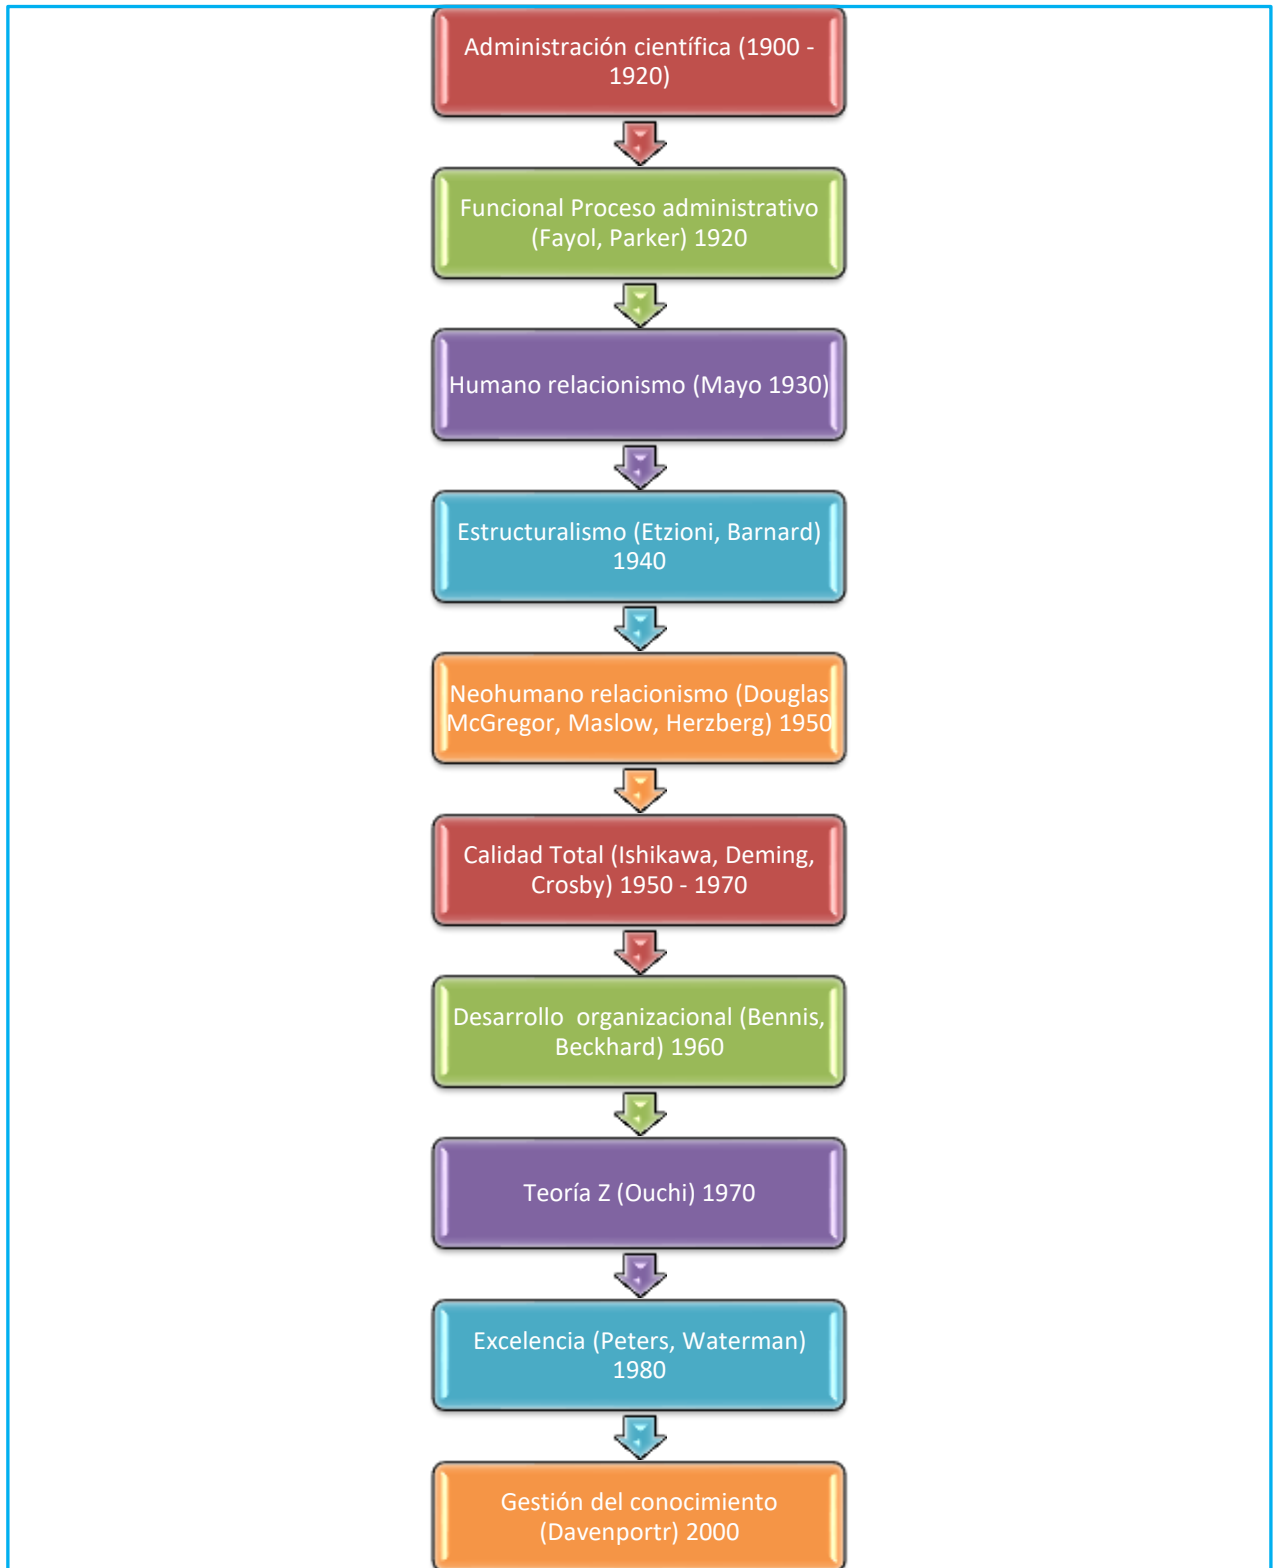 Administración científica (1900 -
1920)
Funcional Proceso administrativo
(Fayol, Parker) 1920
Humano relacionismo (Mayo 1930)
Estructuralismo (Etzioni, Barnard)
1940
Neohumano relacionismo (Douglas
McGregor, Maslow, Herzberg) 1950
Calidad Total (Ishikawa, Deming,
Crosby) 1950 - 1970
Desarrollo  organizacional (Bennis,
Beckhard) 1960
Teoría Z (Ouchi) 1970
Excelencia (Peters, Waterman)
1980
Gestión del conocimiento
(Davenportr) 2000